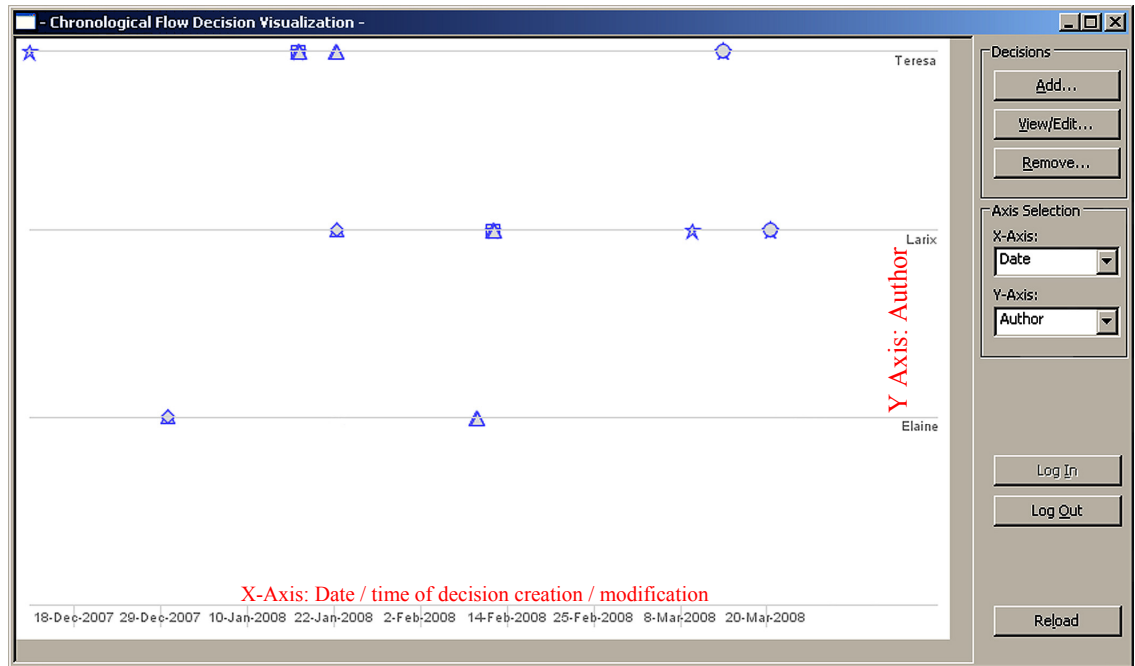 - Chronological Flow Decision Visualization -
Teresa
Larix
Elaine
Y Axis: Author
X-Axis: Date / time of decision creation / modification
18-Dec-2007 29-Dec-2007 10-Jan-2008 22-Jan-2008 2-Feb-2008 14-Feb-2008 25-Feb-2008 8-Mar-2008 20-Mar-2008
Decisions
Add...
View/Edit...
Remove...
Axis Selection
X-Axis:
Date
Y-Axis:
Author
Log In
Log Out
Reload